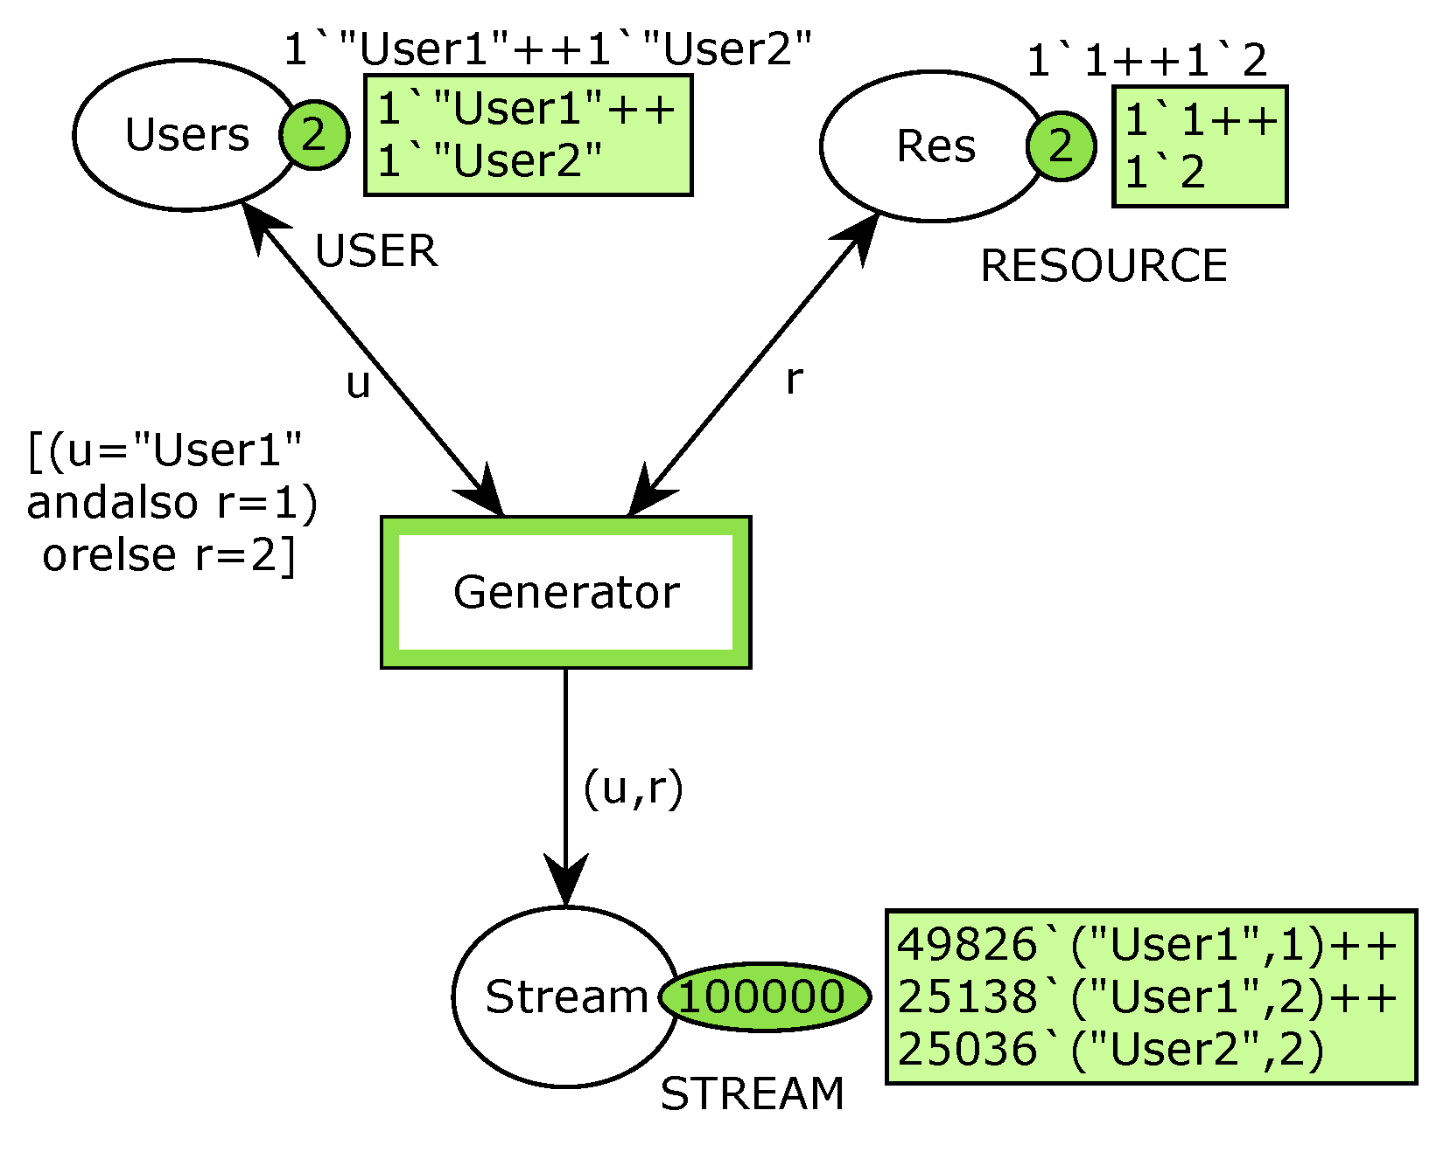 1`"User1"++1`"User2"
Users
2
1`"User1"++
1`"User2"
USER
1`1++1`2
Res
2
1`1++
1`2
RESOURCE
u
r
[(u="User1"
andalso r=1)
orelse r=2]
Generator
(u,r)
Stream
100000
49826`("User1",1)++
25138`("User1",2)++
25036`("User2",2)
STREAM